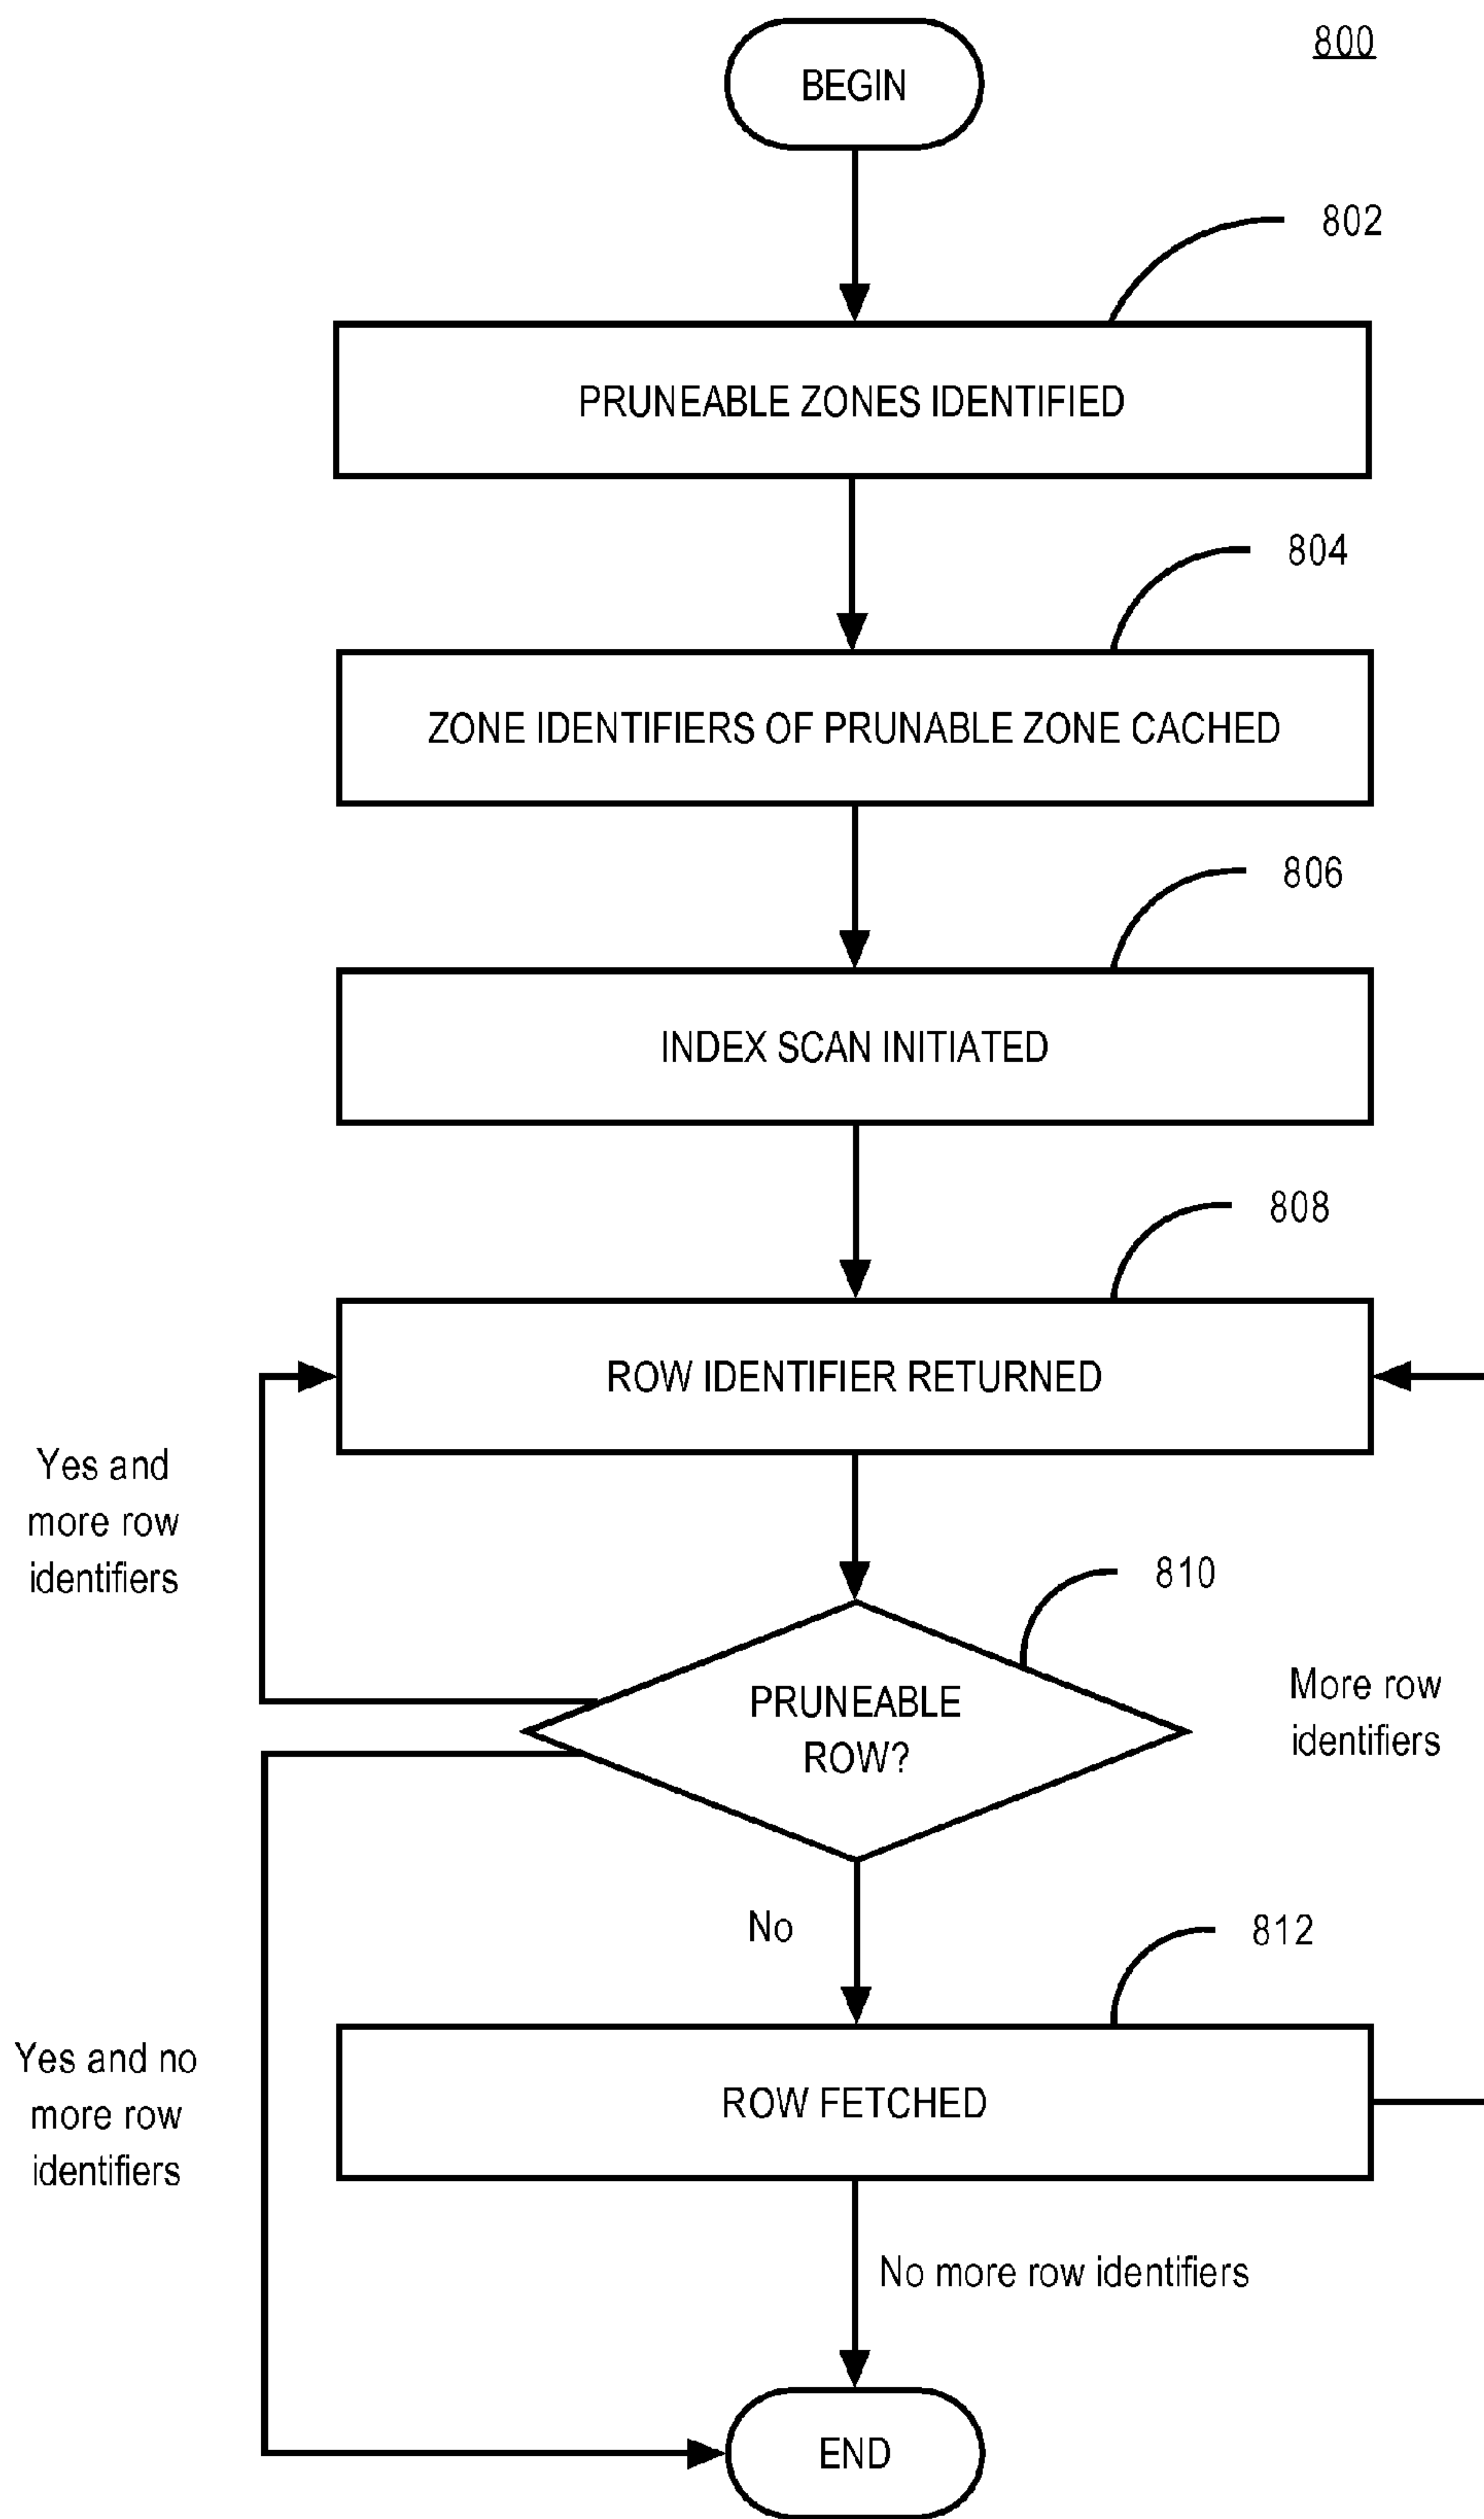 800
BEGIN
802
PRUNEABLE ZONES IDENTIFIED
804
ZONE IDENTIFIERS OF PRUNABLE ZONE CACHED
806
INDEX SCAN INITIATED
808
ROW IDENTIFIER RETURNED
Yes and
more row
identifiers
810
PRUNEABLE
ROW?
More row
identifiers
No
812
Yes and no
more row
identifiers
ROW FETCHED
No more row identifiers
END